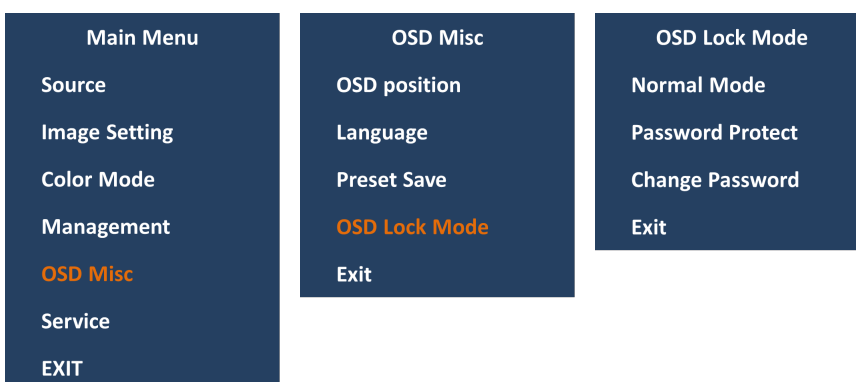 Main Menu
Source
Image Setting
Color Mode
Management
OSD Misc
Service
EXIT
OSD Misc
OSD position
Language
Preset Save
OSD Lock Mode
Exit
OSD Lock Mode
Normal Mode
Password Protect
Change Password
Exit